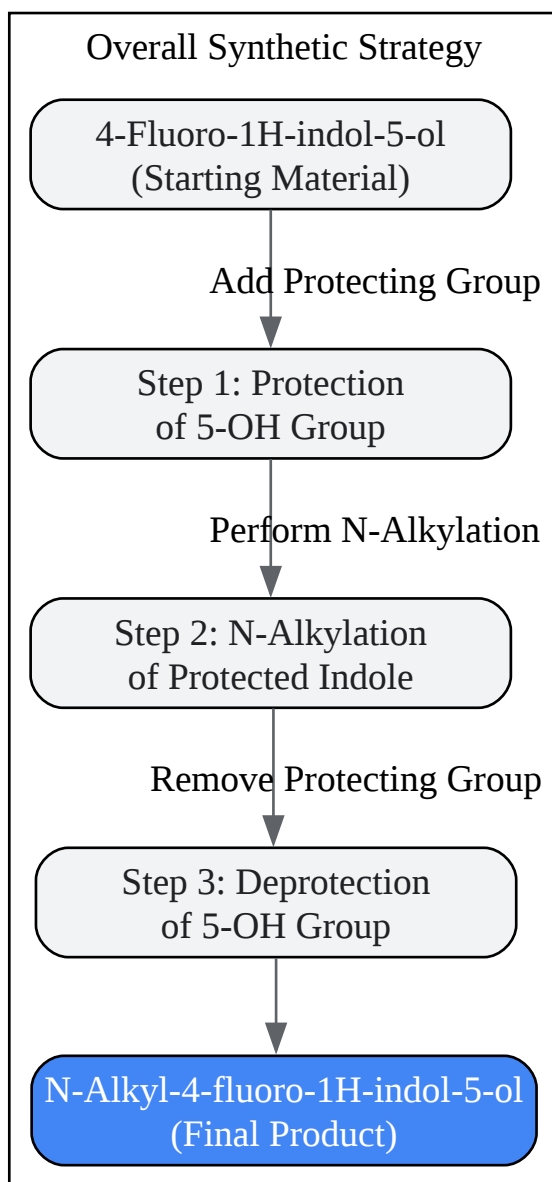 Overall Synthetic Strategy
4-Fluoro-1H-indol-5-ol
(Starting Material)
Add Protecting Group
Step 1: Protection
of 5-OH Group
Perform N-Alkylation
Step 2: N-Alkylation
of Protected Indole
Remove Protecting Group
Step 3: Deprotection
of 5-OH Group
N-Alkyl-4-fluoro-1H-indol-5-ol
(Final Product)